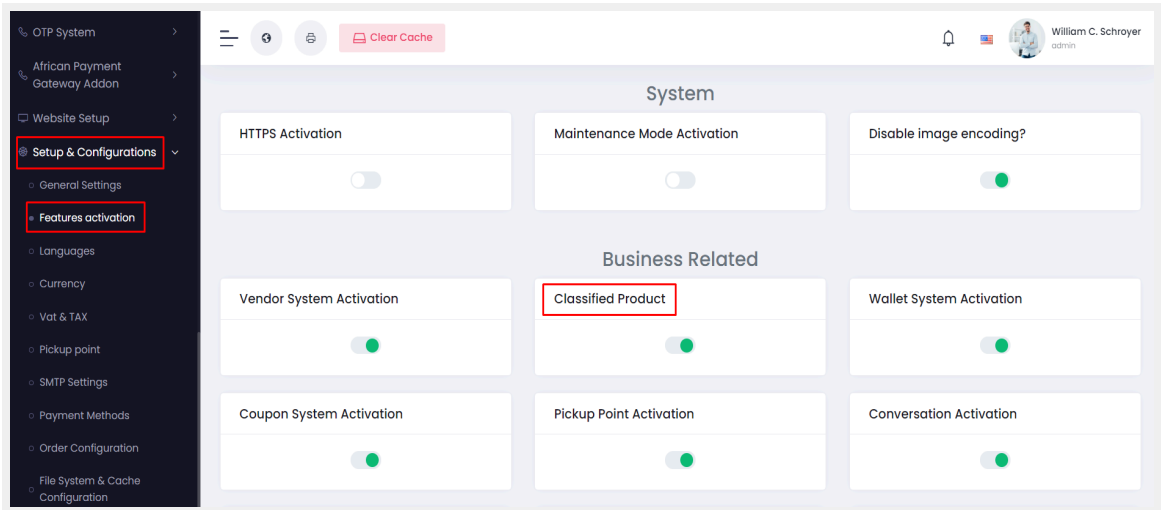 OTP System
African Payment
Gateway Addon
Website Setup
Setup & Configurations
General Settings
Features activation
Languages
Currency
Vat & TAX
Pickup point
SMTP Settings
Payment Methods
Order Configuration
File System & Cache
Configuration
Clear Cache
William C. Schroyer
admin
System
HTTPS Activation
Maintenance Mode Activation
Disable image encoding?
Business Related
Vendor System Activation
Classified Product
Wallet System Activation
Coupon System Activation
Pickup Point Activation
Conversation Activation